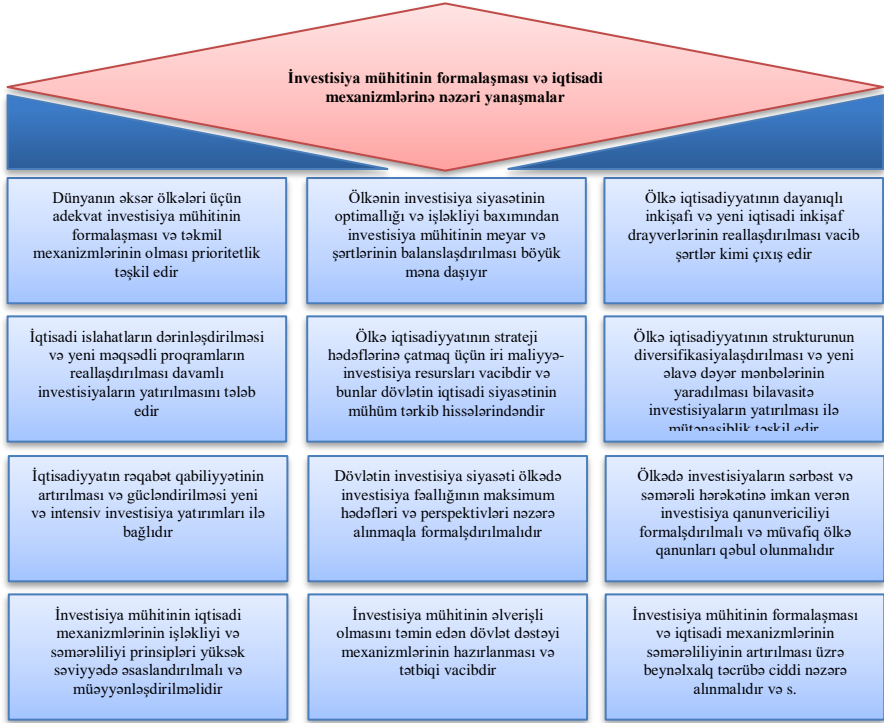 İnvestisiya mühitinin formalaşması və iqtisadi
mexanizmlərinə nəzəri yanaşmalar
Dünyanın əksər ölkələri üçün
adekvat investisiya mühitinin
formalaşması və təkmil
mexanizmlərinin olması prioritetlik
təşkil edir
Ölkənin investisiya siyasətinin
optimallığı və işləkliyi baxımından
investisiya mühitinin meyar və
şərtlərinin balanslaşdırılması böyük
məna daşıyır
Ölkə iqtisadiyyatının dayanıqlı
inkişafı və yeni iqtisadi inkişaf
drayverlərinin reallaşdırılması vacib
şərtlər kimi çıxış edir
İqtisadi islahatların dərinləşdirilməsi
və yeni məqsədli proqramların
reallaşdırılması davamlı
investisiyaların yatırılmasını tələb
edir
Ölkə iqtisadiyyatının strateji
hədəflərinə çatmaq üçün iri maliyyə-
investisiya resursları vacibdir və
bunlar dövlətin iqtisadi siyasətinin
mühüm tərkib hissələrindəndir
Ölkə iqtisadiyyatının strukturunun
diversifikasiyalaşdırılması və yeni
əlavə dəyər mənbələrinin
yaradılması bilavasitə
investisiyaların yatırılması ilə
mütənasiblik təşkil edir
İqtisadiyyatın rəqabət qabiliyyətinin
artırılması və gücləndirilməsi yeni
və intensiv investisiya yatırımları ilə
bağlıdır
Dövlətin investisiya siyasəti ölkədə
investisiya fəallığının maksimum
hədəfləri və perspektivləri nəzərə
alınmaqla formalşdırılmalıdır
Ölkədə investisiyaların sərbəst və
səmərəli hərəkətinə imkan verən
investisiya qanunvericiliyi
formalşdırılmalı və müvafiq ölkə
qanunları qəbul olunmalıdır
İnvestisiya mühitinin iqtisadi
mexanizmlərinin işləkliyi və
səmərəliliyi prinsipləri yüksək
səviyyədə əsaslandırılmalı və
müəyyənləşdirilməlidir
İnvestisiya mühitinin əlverişli
olmasını təmin edən dövlət dəstəyi
mexanizmlərinin hazırlanması və
tətbiqi vacibdir
İnvestisiya mühitinin formalaşması
və iqtisadi mexanizmlərinin
səmərəliliyinin artırılması üzrə
beynəlxalq təcrübə ciddi nəzərə
alınmalıdır və s.